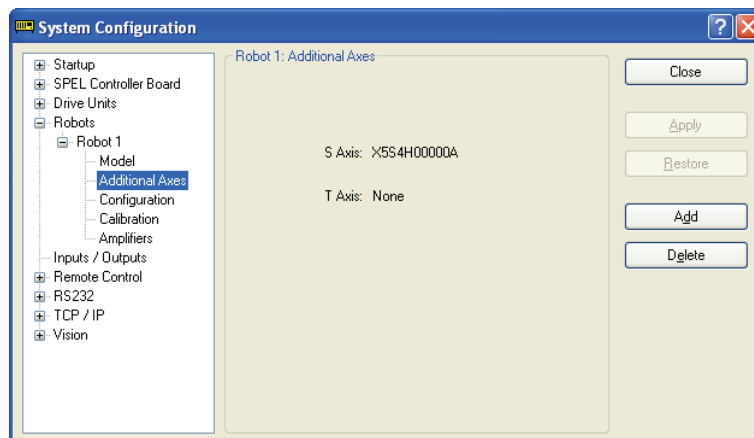 System Configuration
Startup
SPEL Controller Board
Drive Units
Robots
Robot 1
Model
Additional Axes
Configuration
Calibration
Amplifiers
Inputs / Outputs
Remote Control
RS232
TCP / IP
Vision
Robot 1: Additional Axes
S Axis: X5S4H00000A
T Axis: None
Close
Apply
Restore
Add
Delete